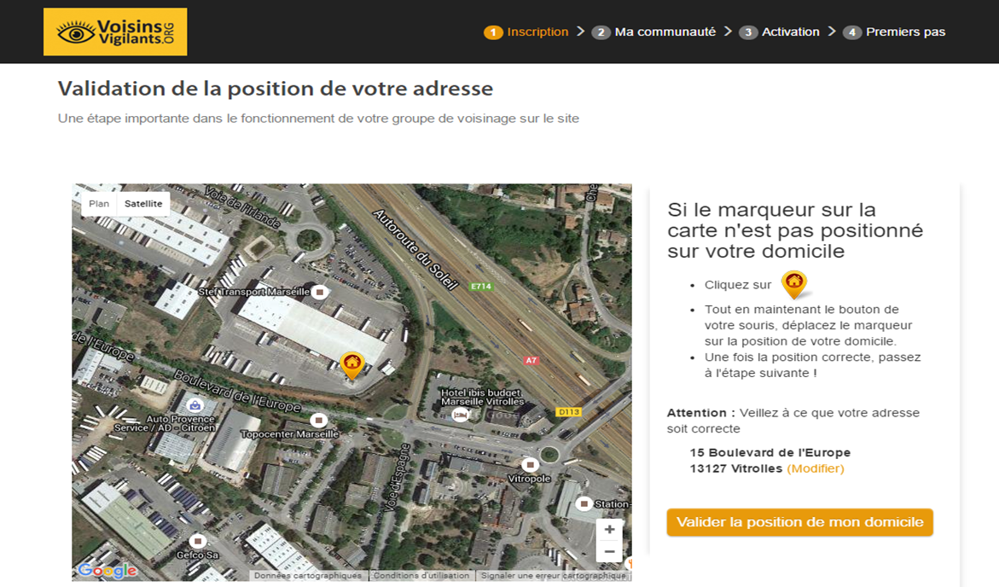 Voisins
Vigilants.ORG
1 Inscription > 2 Ma communauté > 3 Activation > 4 Premiers pas
Validation de la position de votre adresse
Une étape importante dans le fonctionnement de votre groupe de voisinage sur le site
Plan Satellite
Voie de l'Irlande
Che
Autoroute du Soleil
E714
Stef Transport Marseille
de l'Europe
A7
Boulevard de l'Europe
Hotel ibis budget
Marseille Vitrolles
D113
Auto Provence
Service / AD - Citroën
Topocenter Marseille
Voie d'Espagne
Vitropole
Station-
Gefco Sa
+
−
Google
Données cartographiques Conditions d'utilisation Signaler une erreur cartographique
Si le marqueur sur la
carte n'est pas positionné
sur votre domicile
• Cliquez sur
• Tout en maintenant le bouton de
votre souris, déplacez le marqueur
sur la position de votre domicile.
• Une fois la position correcte, passez
à l'étape suivante !
Attention : Veillez à ce que votre adresse
soit correcte
15 Boulevard de l'Europe
13127 Vitrolles (Modifier)
Valider la position de mon domicile